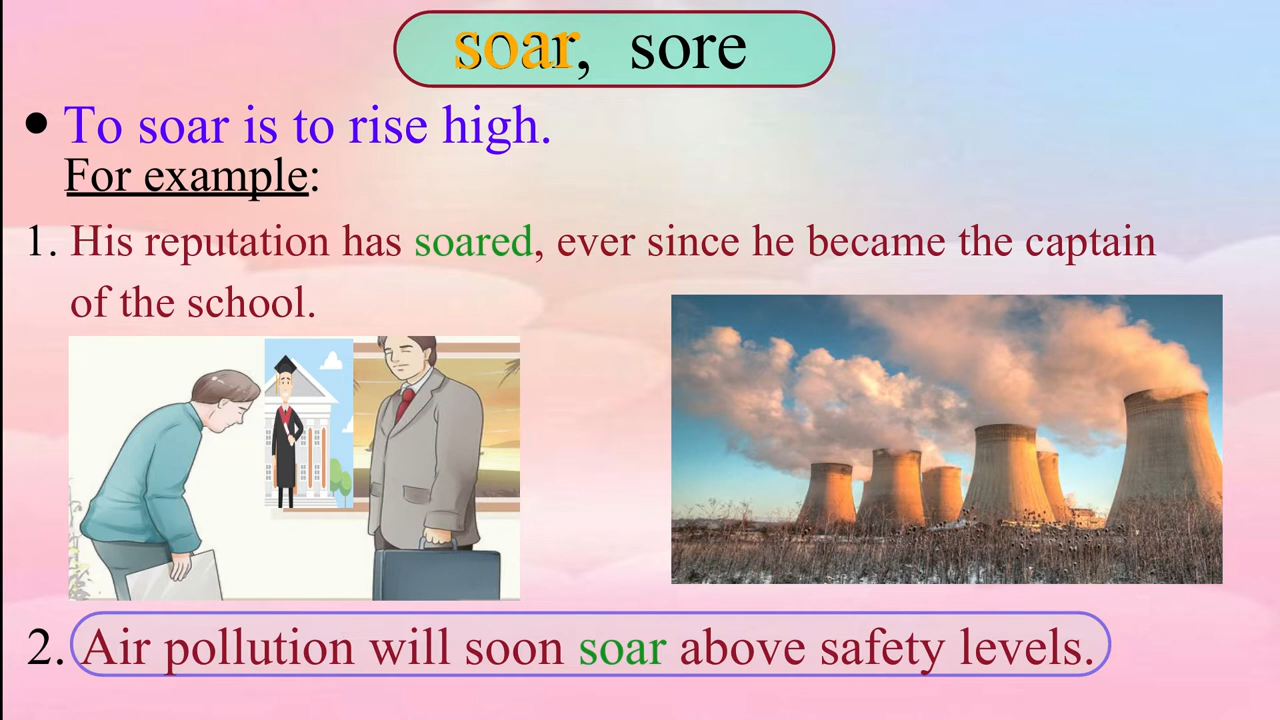 soar, sore
• To soar is to rise high.
For example:
1. His reputation has soared, ever since he became the captain
of the school.
2. Air pollution will soon soar above safety levels.